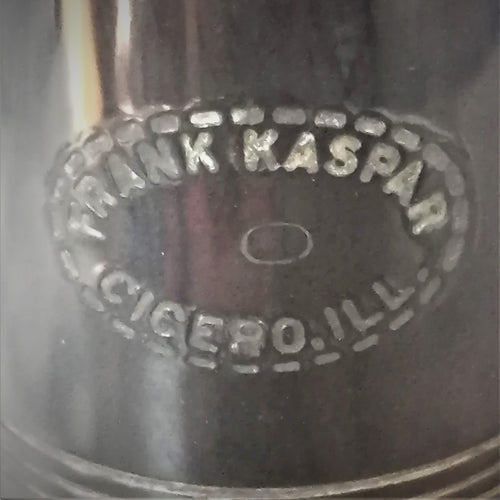 FRANK KASPAR
CICERO. ILL.